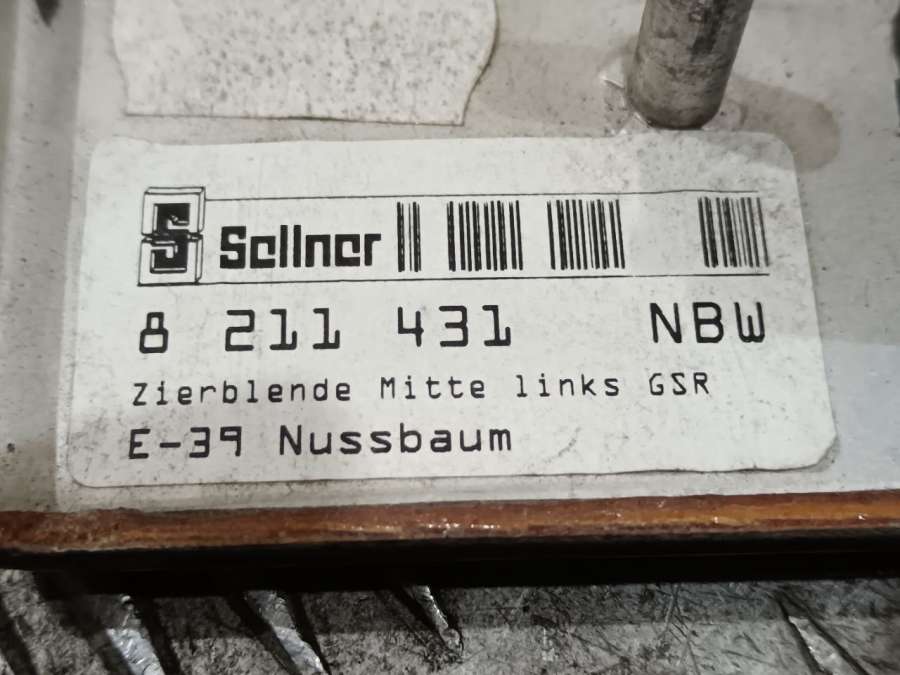 S Sellner
8 211 431 NBW
Zierblende Mitte links GSR
E-39 Nussbaum